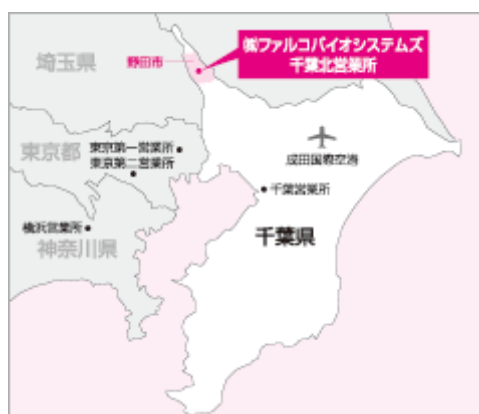 ㈱ファルコバイオシステムズ
千葉北営業所
埼玉県
野田市
東京都
東京第一営業所
東京第二営業所
成田国際空港
千葉営業所
横浜営業所
神奈川県
千葉県